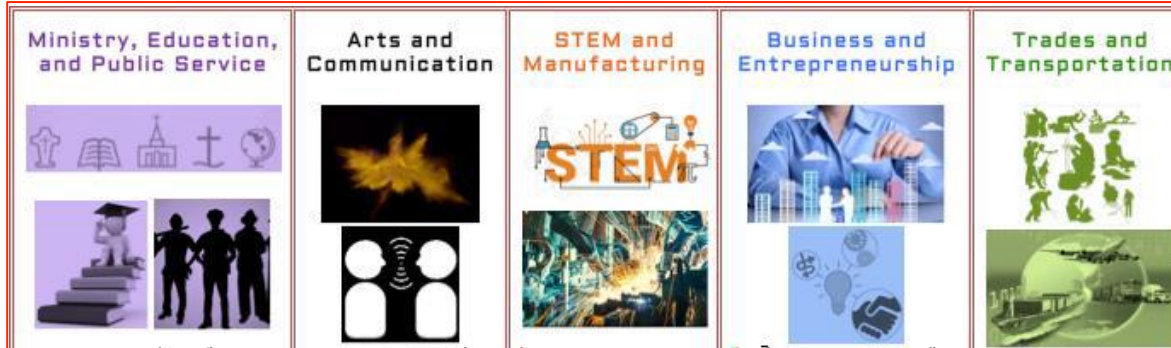 Ministry, Education,
and Public Service
Arts and
Communication
STEM and
Manufacturing
Business and
Entrepreneurship
Trades and
Transportation
STEM